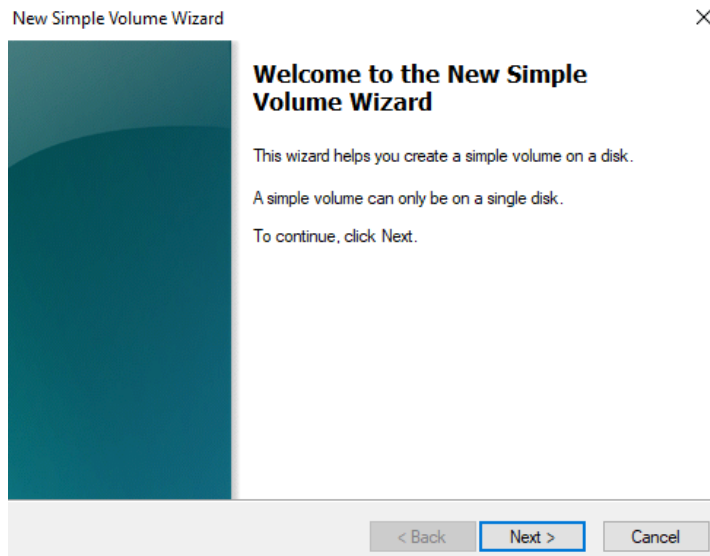 New Simple Volume Wizard
Welcome to the New Simple
Volume Wizard
This wizard helps you create a simple volume on a disk.
A simple volume can only be on a single disk.
To continue, click Next.
< Back Next > Cancel